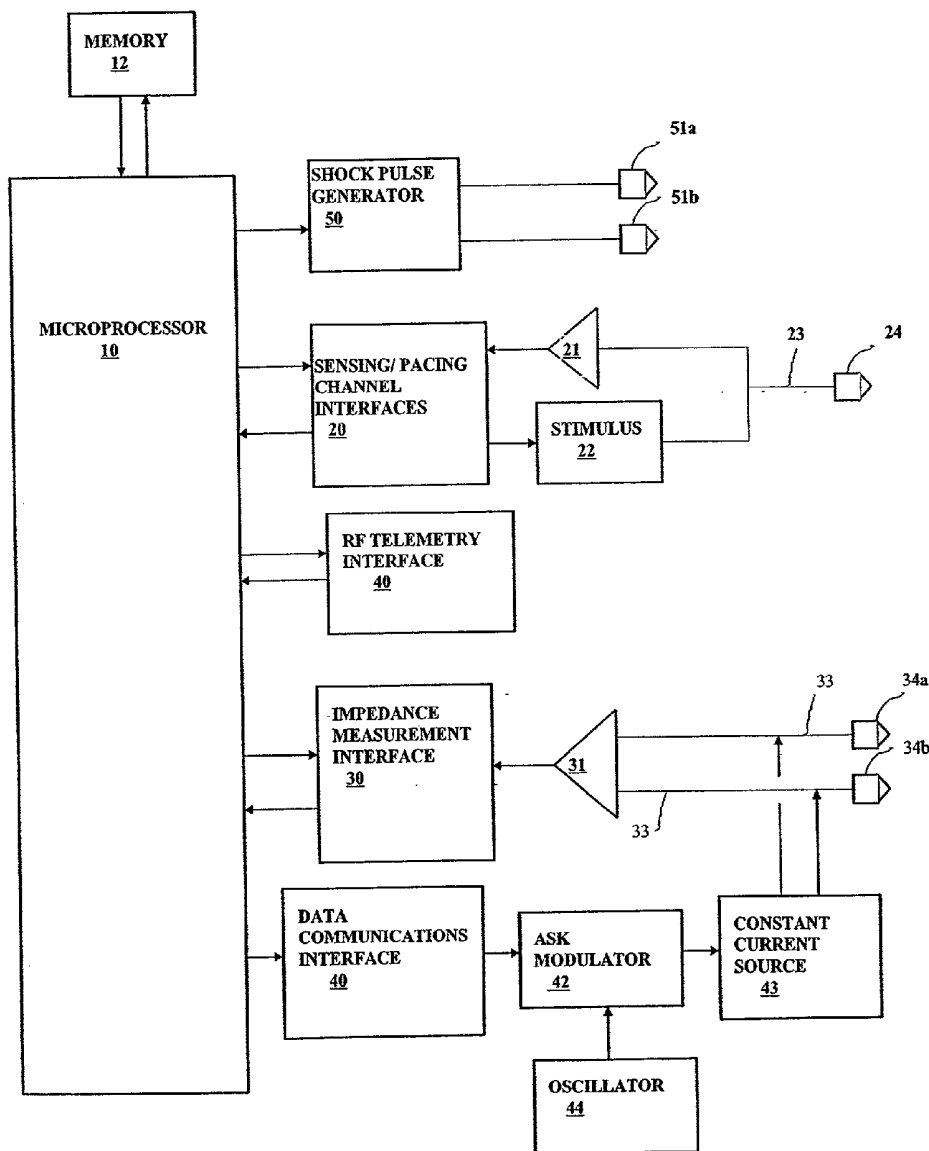 MEMORY
12
51a
SHOCK PULSE
GENERATOR
50
51b
MICROPROCESSOR
10
SENSING/ PACING
CHANNEL
INTERFACES
20
21
23
24
STIMULUS
22
RF TELEMETRY
INTERFACE
40
IMPEDANCE
MEASUREMENT
INTERFACE
30
31
33
34a
34b
33
DATA
COMMUNICATIONS
INTERFACE
40
ASK
MODULATOR
42
CONSTANT
CURRENT
SOURCE
43
OSCILLATOR
44